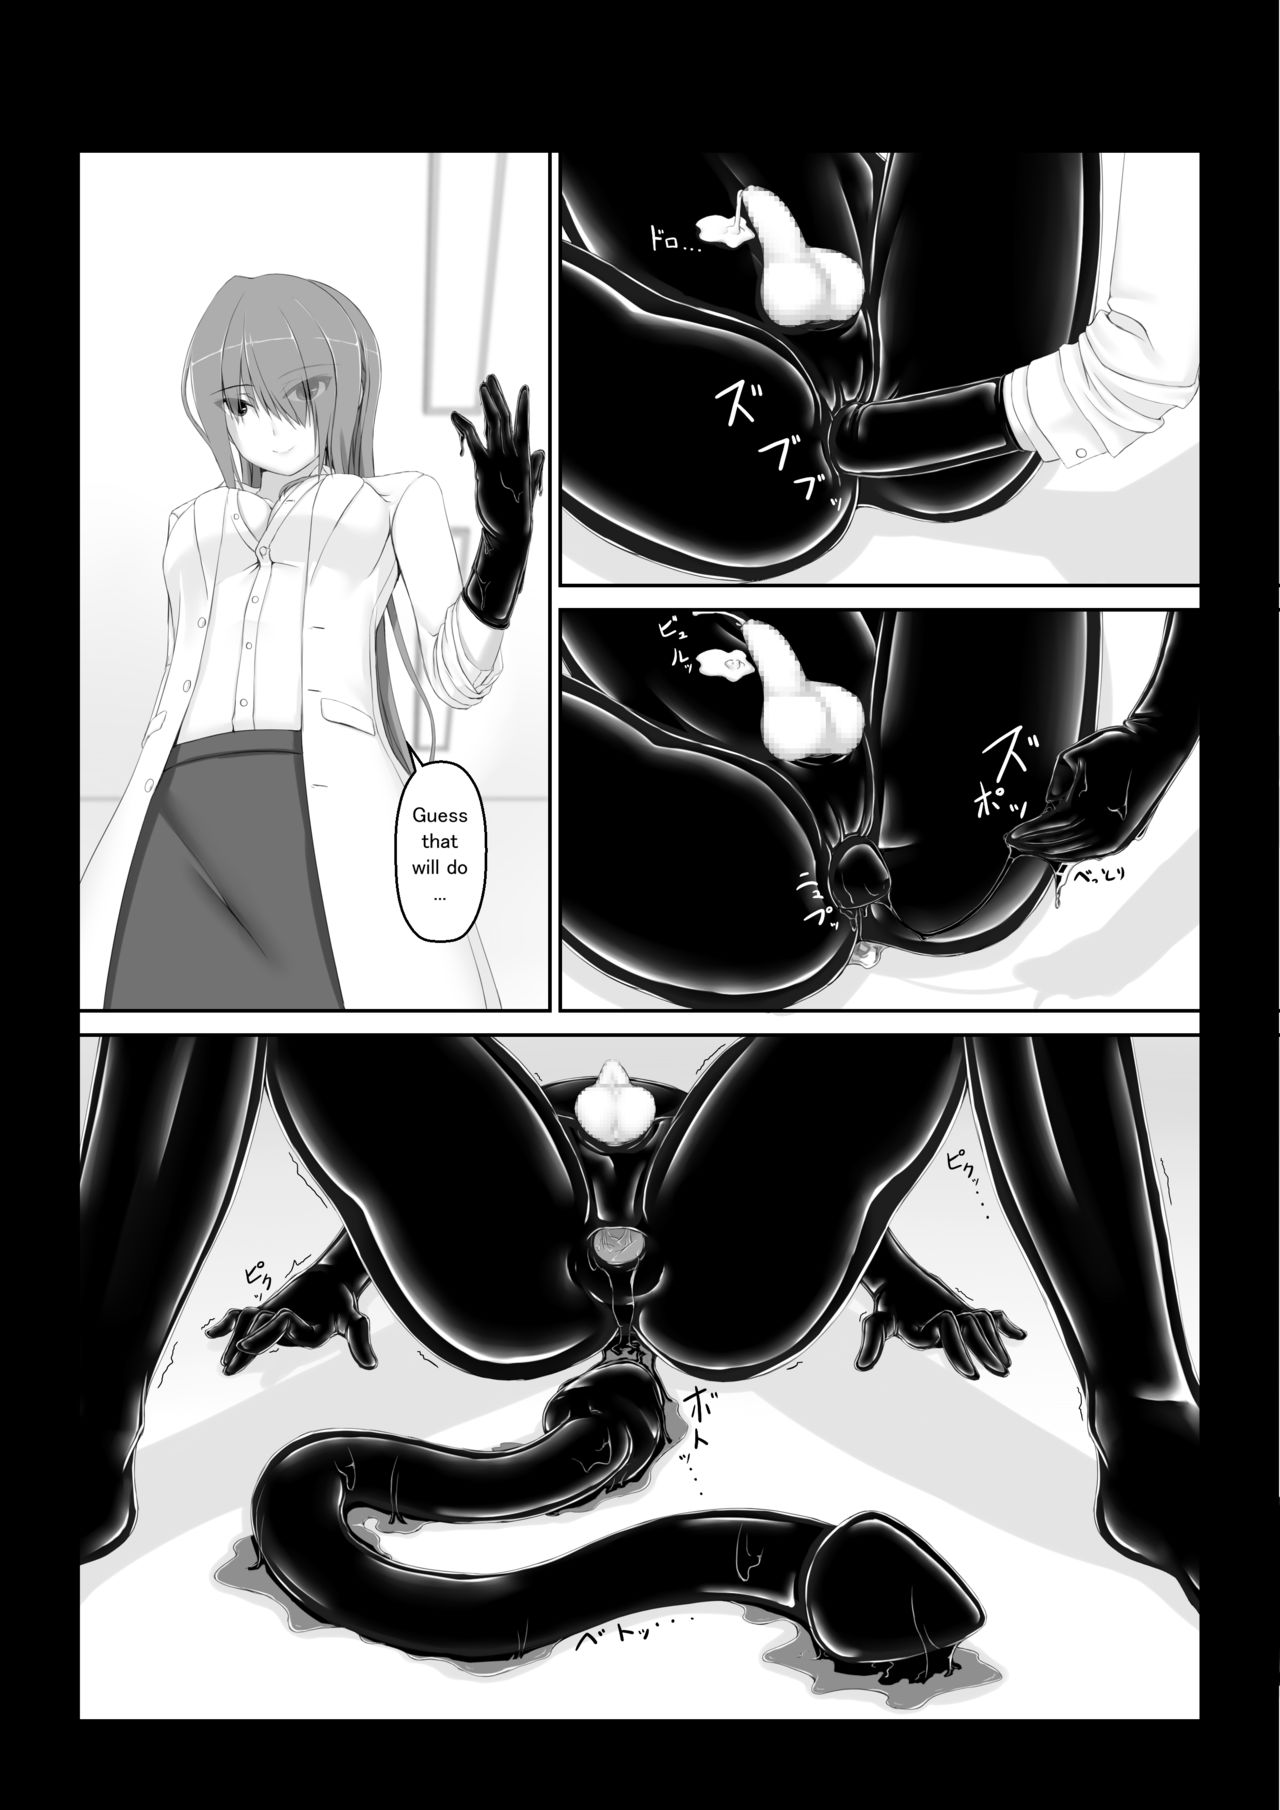 ドロ...
ズ
ブブブッ
ビュルッ
ズ
ポッ
べっとり
ニュプッ
Guess
that
will do
...
ピクッ...
ピクッ
ボトッ...
ベトッ...